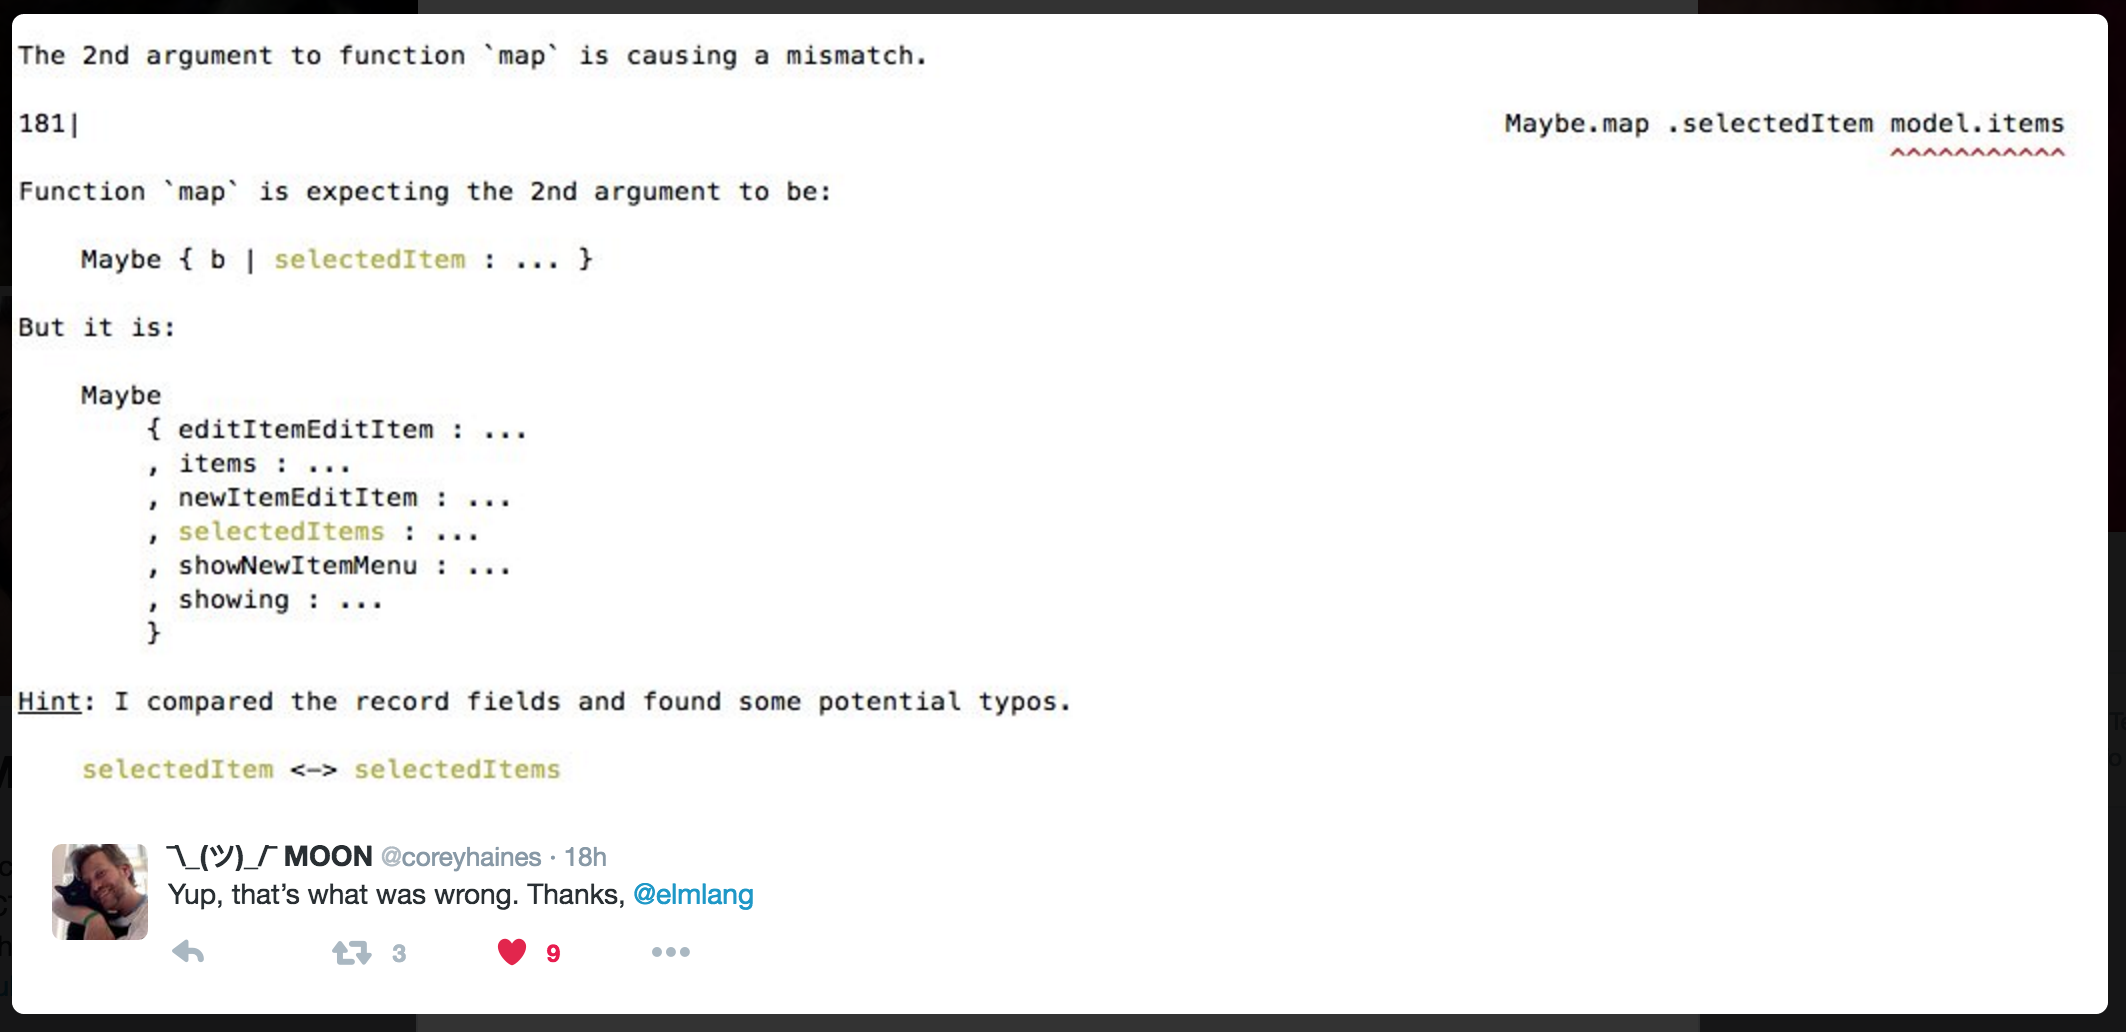 The 2nd argument to function `map` is causing a mismatch.
181| Maybe.map .selectedItem model.items
^^^^^^^^^^^
Function `map` is expecting the 2nd argument to be:
Maybe { b | selectedItem : ... }
But it is:
Maybe
{ editItemEditItem : ...
, items : ...
, newItemEditItem : ...
, selectedItems : ...
, showNewItemMenu : ...
, showing : ...
}
Hint: I compared the record fields and found some potential typos.
selectedItem <-> selectedItems
¯\_(ツ)_/¯ MOON @coreyhaines · 18h
Yup, that’s what was wrong. Thanks, @elmlang
3 9